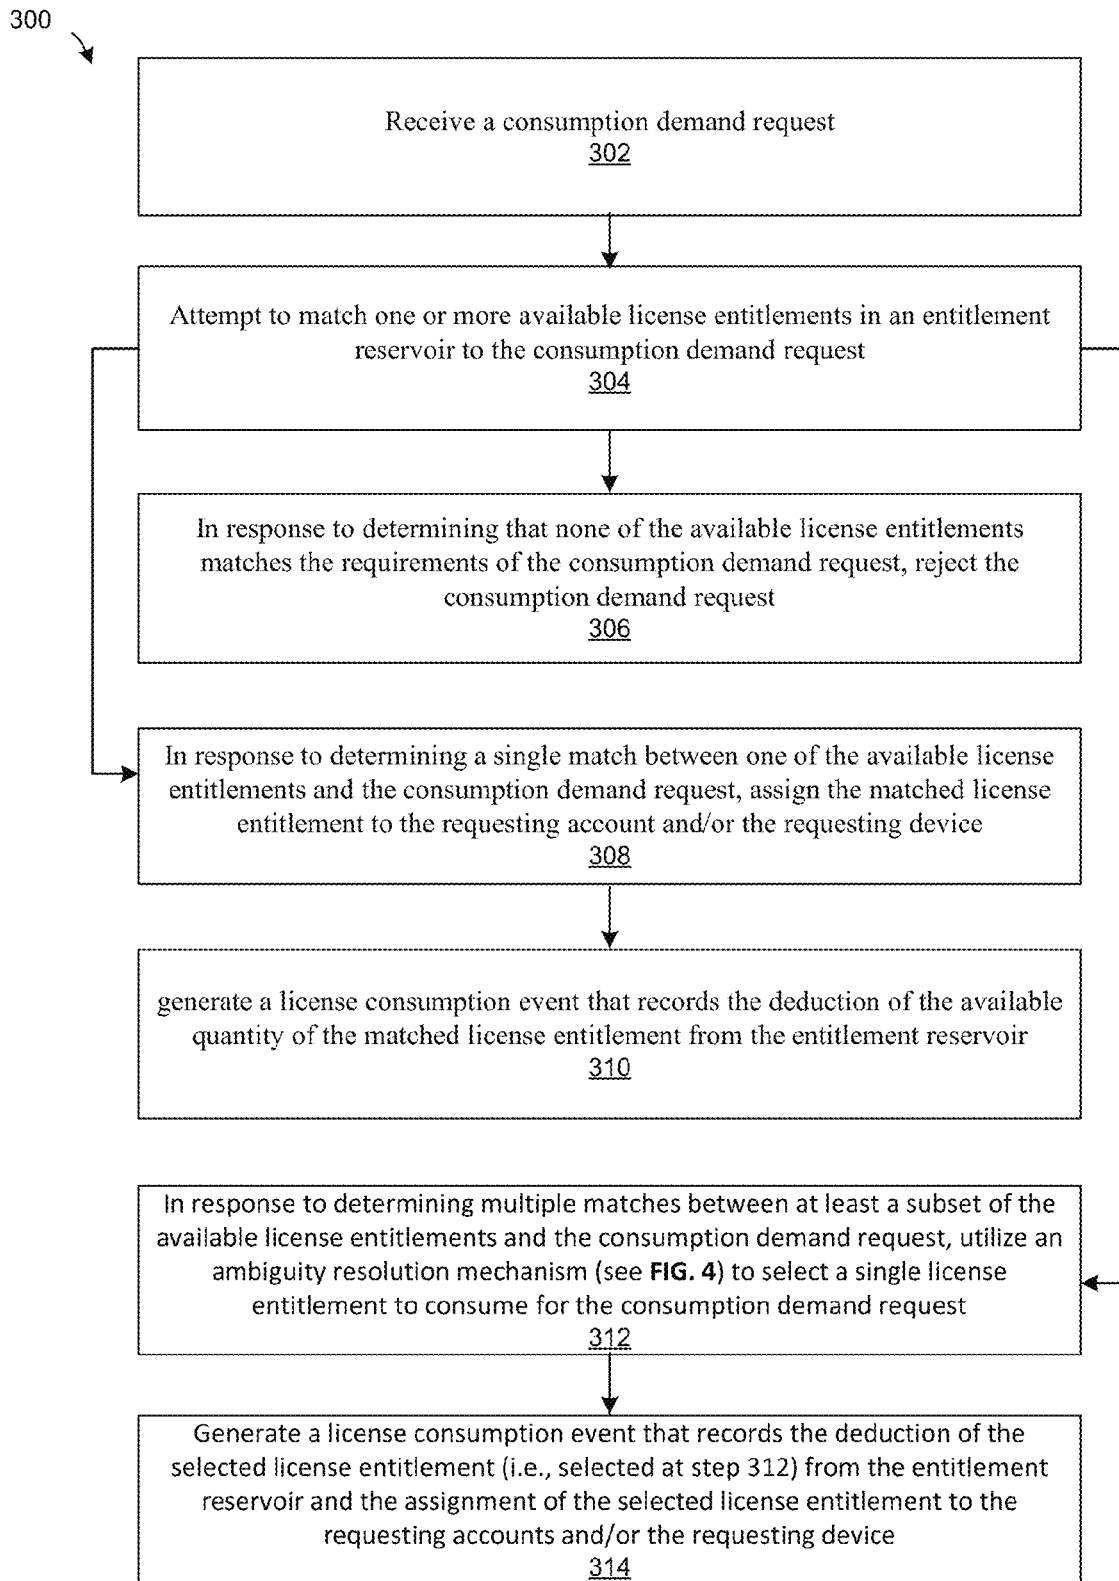 300
Receive a consumption demand request
302
Attempt to match one or more available license entitlements in an entitlement
reservoir to the consumption demand request
304
In response to determining that none of the available license entitlements
matches the requirements of the consumption demand request, reject the
consumption demand request
306
In response to determining a single match between one of the available license
entitlements and the consumption demand request, assign the matched license
entitlement to the requesting account and/or the requesting device
308
generate a license consumption event that records the deduction of the available
quantity of the matched license entitlement from the entitlement reservoir
310
In response to determining multiple matches between at least a subset of the
available license entitlements and the consumption demand request, utilize an
ambiguity resolution mechanism (see FIG. 4) to select a single license
entitlement to consume for the consumption demand request
312
Generate a license consumption event that records the deduction of the
selected license entitlement (i.e., selected at step 312) from the entitlement
reservoir and the assignment of the selected license entitlement to the
requesting accounts and/or the requesting device
314